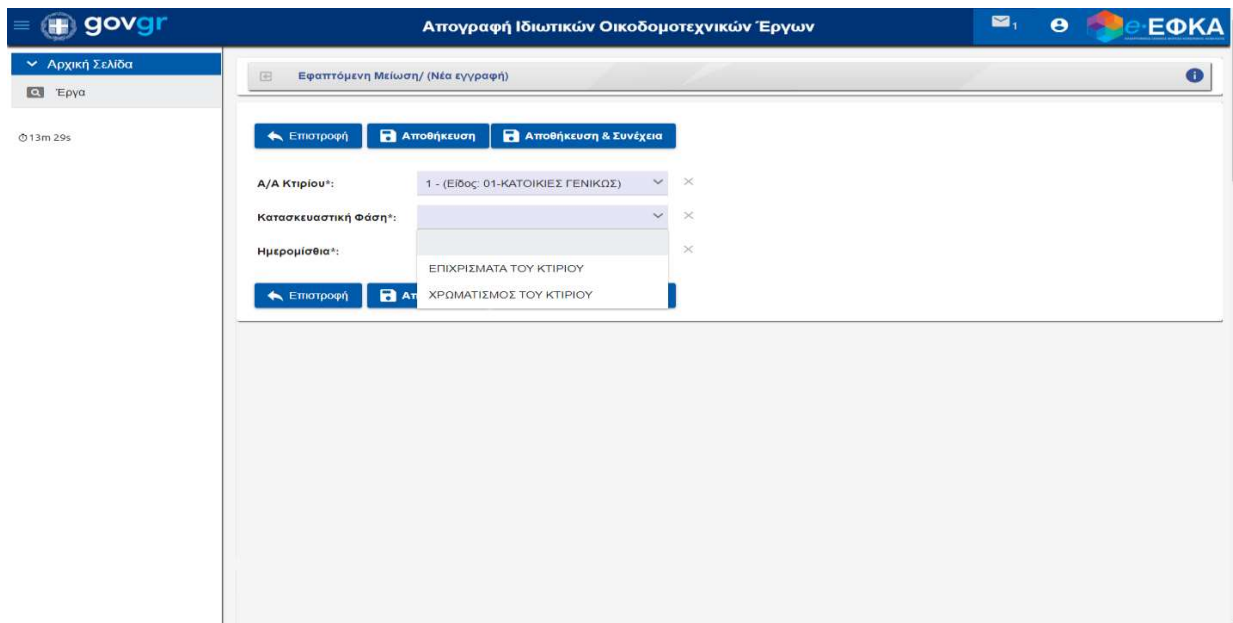 govgr
Απογραφή Ιδιωτικών Οικοδομοτεχνικών Έργων
1
e-ΕΦΚΑ
Αρχική Σελίδα
Έργα
13m 29s
Εφαπτόμενη Μείωση/ (Νέα εγγραφή)
Επιστροφή
Αποθήκευση
Αποθήκευση & Συνέχεια
Α/Α Κτιρίου*:
1 - (Είδος: 01-ΚΑΤΟΙΚΙΕΣ ΓΕΝΙΚΩΣ)
Κατασκευαστική Φάση*:
Ημερομίσθια*:
ΕΠΙΧΡΙΣΜΑΤΑ ΤΟΥ ΚΤΙΡΙΟΥ
Επιστροφή
Απ
ΧΡΩΜΑΤΙΣΜΟΣ ΤΟΥ ΚΤΙΡΙΟΥ